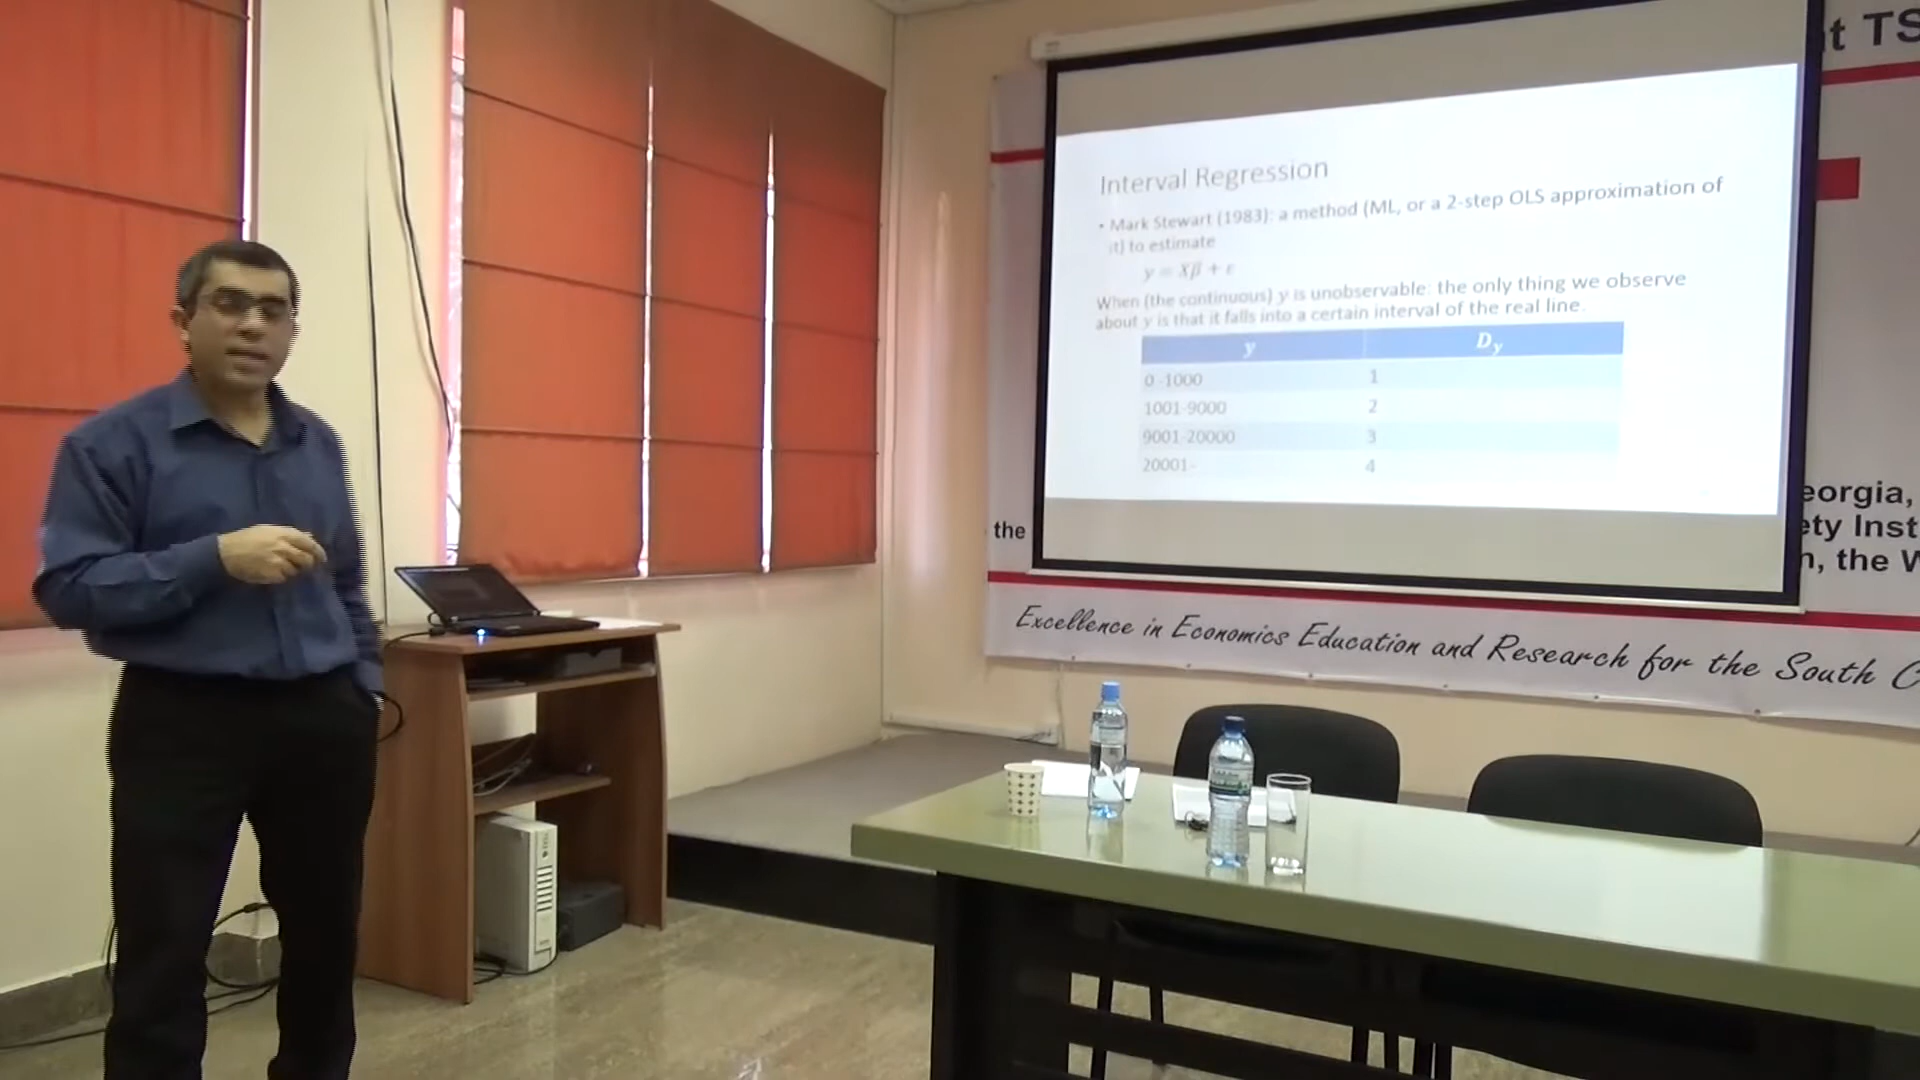 t TS
Interval Regression
• Mark Stewart (1983): a method (ML, or a 2-step OLS approximation of
it) to estimate
y = Xβ + ε
When (the continuous) y is unobservable: the only thing we observe
about y is that it falls into a certain interval of the real line.
y D_y
0 -1000 1
1001-9000 2
9001-20000 3
20001- 4
eorgia,
the
ety Inst
n, the W
Excellence in Economics Education and Research for the South C